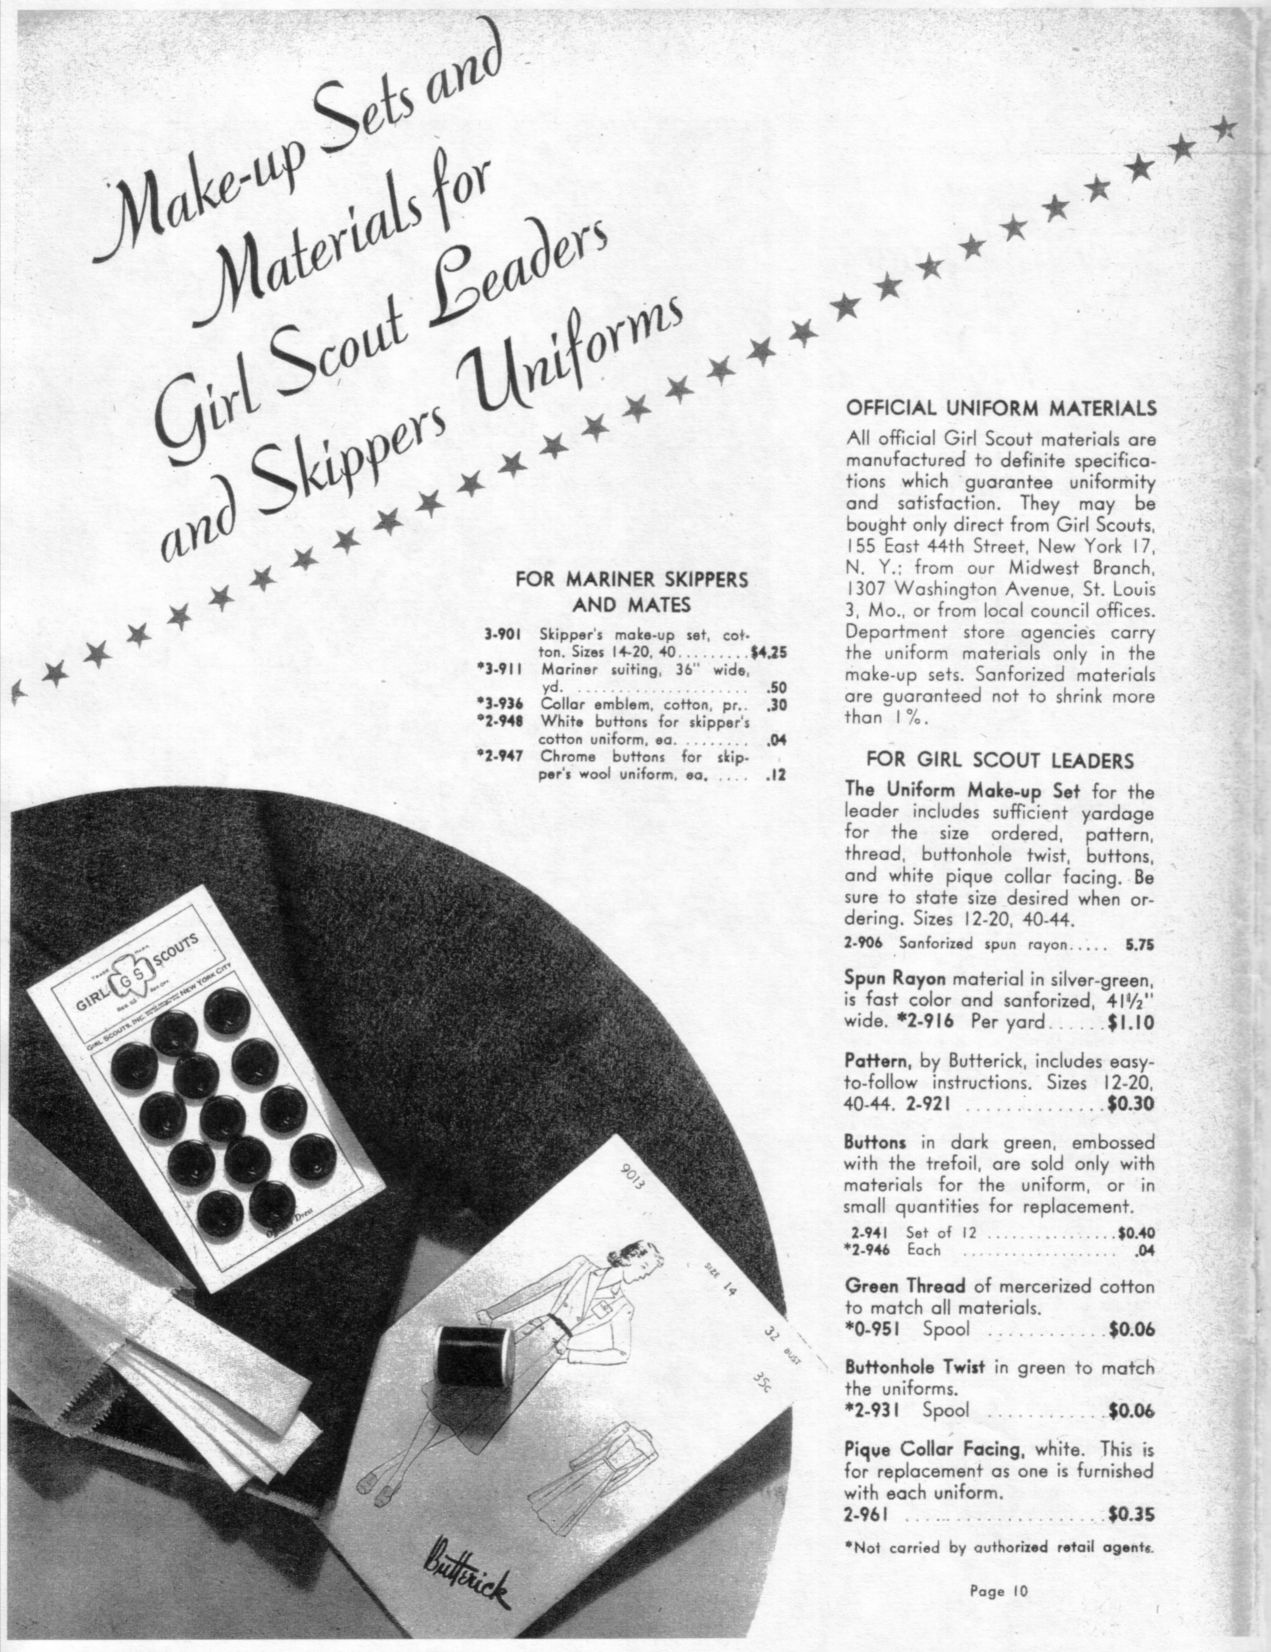 Make-up Sets and
Materials for
Girl Scout Leaders
and Skippers Uniforms
FOR MARINER SKIPPERS
AND MATES
3-901 Skipper's make-up set, cot-
ton. Sizes 14-20, 40......... $4.25
*3-911 Mariner suiting, 36" wide,
yd. ...................... .50
*3-936 Collar emblem, cotton, pr.. .30
*2-948 White buttons for skipper's
cotton uniform, ea. ........ .04
*2-947 Chrome buttons for skip-
per's wool uniform, ea. .... .12
OFFICIAL UNIFORM MATERIALS
All official Girl Scout materials are
manufactured to definite specifica-
tions which guarantee uniformity
and satisfaction. They may be
bought only direct from Girl Scouts,
155 East 44th Street, New York 17,
N. Y.; from our Midwest Branch,
1307 Washington Avenue, St. Louis
3, Mo., or from local council offices.
Department store agencies carry
the uniform materials only in the
make-up sets. Sanforized materials
are guaranteed not to shrink more
than 1%.
FOR GIRL SCOUT LEADERS
The Uniform Make-up Set for the
leader includes sufficient yardage
for the size ordered, pattern,
thread, buttonhole twist, buttons,
and white pique collar facing. Be
sure to state size desired when or-
dering. Sizes 12-20, 40-44.
2-906 Sanforized spun rayon..... 5.75
Spun Rayon material in silver-green,
is fast color and sanforized, 41½"
wide. *2-916 Per yard...... $1.10
Pattern, by Butterick, includes easy-
to-follow instructions. Sizes 12-20,
40-44. 2-921 .............. $0.30
Buttons in dark green, embossed
with the trefoil, are sold only with
materials for the uniform, or in
small quantities for replacement.
2-941 Set of 12 ................. $0.40
*2-946 Each .................... .04
Green Thread of mercerized cotton
to match all materials.
*0-951 Spool ............ $0.06
Buttonhole Twist in green to match
the uniforms.
*2-931 Spool ............ $0.06
Pique Collar Facing, white. This is
for replacement as one is furnished
with each uniform.
2-961 .................... $0.35
*Not carried by authorized retail agents.
Page 10
TRADE MARK
GIRL GS SCOUTS
GIRL SCOUTS, INC. NEW YORK CITY
Dress
9013
SIZE 14
32 BUST
35¢
Butterick